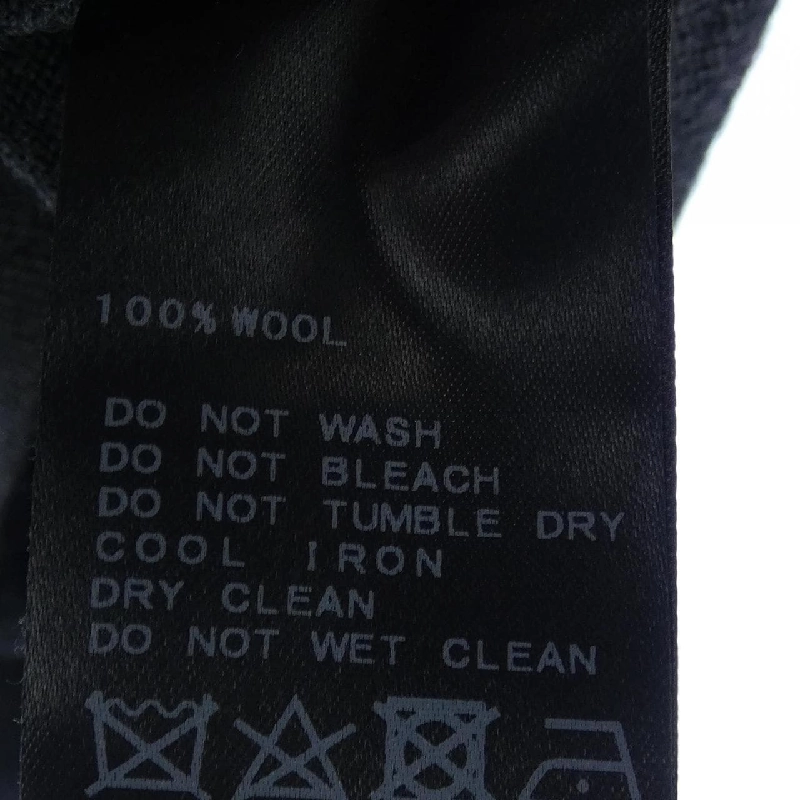 100% WOOL
DO NOT WASH
DO NOT BLEACH
DO NOT TUMBLE DRY
COOL IRON
DRY CLEAN
DO NOT WET CLEAN